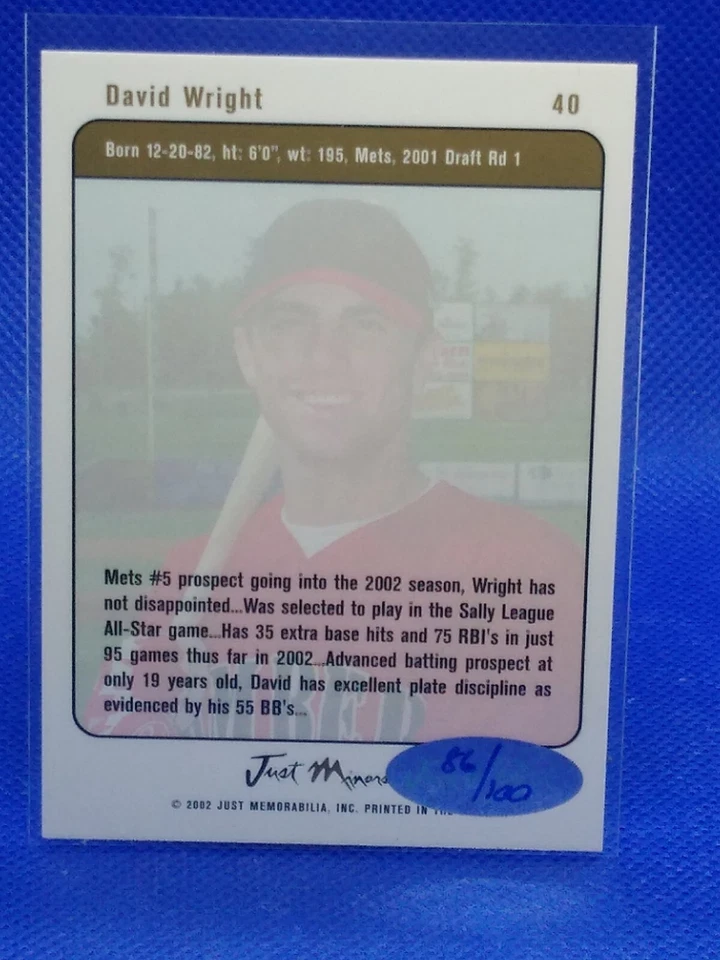 David Wright 40
Born 12-20-82, ht: 6'0", wt: 195, Mets, 2001 Draft Rd 1
Mets #5 prospect going into the 2002 season, Wright has
not disappointed...Was selected to play in the Sally League
All-Star game...Has 35 extra base hits and 75 RBI's in just
95 games thus far in 2002...Advanced batting prospect at
only 19 years old, David has excellent plate discipline as
evidenced by his 55 BB's...
Just Minors
86/100
© 2002 JUST MEMORABILIA, INC. PRINTED IN